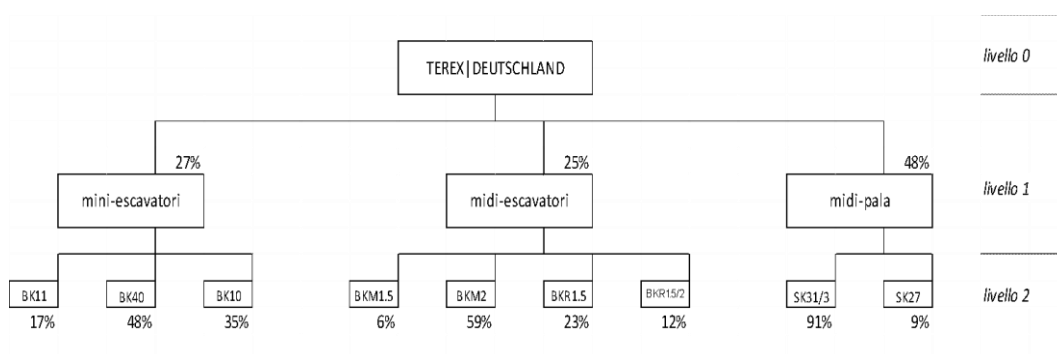 livello 0
TEREX|DEUTSCHLAND
27%
25%
48%
mini-escavatori
midi-escavatori
midi-pala
livello 1
BK11
BK40
BK10
BKM1.5
BKM2
BKR1.5
BKR15/2
SK31/3
SK27
livello 2
17%
48%
35%
6%
59%
23%
12%
91%
9%